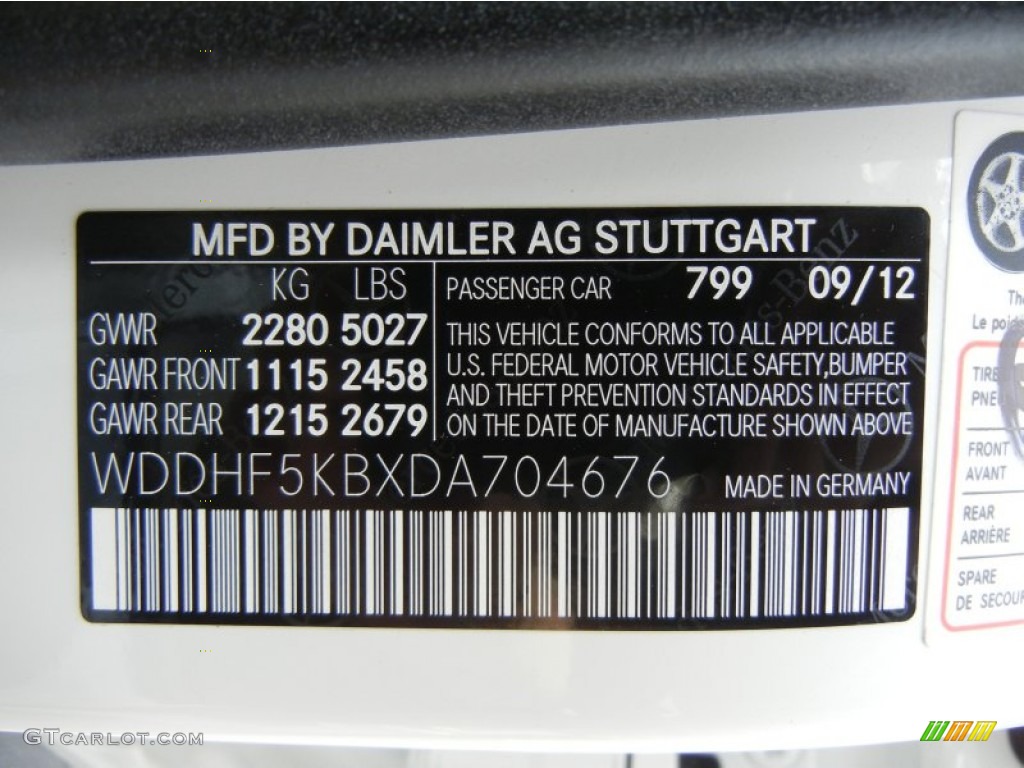 MFD BY DAIMLER AG STUTTGART
KG LBS
GVWR 2280 5027
GAWR FRONT 1115 2458
GAWR REAR 1215 2679
PASSENGER CAR 799 09/12
THIS VEHICLE CONFORMS TO ALL APPLICABLE
U.S. FEDERAL MOTOR VEHICLE SAFETY, BUMPER
AND THEFT PREVENTION STANDARDS IN EFFECT
ON THE DATE OF MANUFACTURE SHOWN ABOVE
WDDHF5KBXDA704676 MADE IN GERMANY
Le poids
TIRE
FRONT
AVANT
REAR
ARRIÈRE
SPARE
DE SECOUR
GTCARLOT.COM